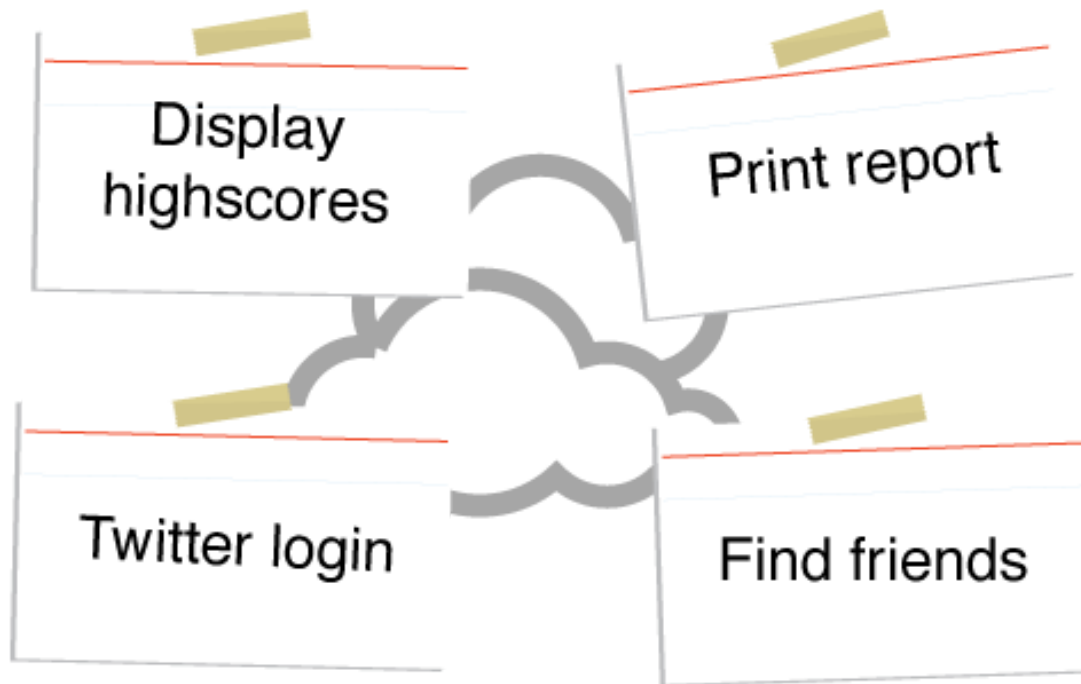 Display
highscores
Print report
Twitter login
Find friends